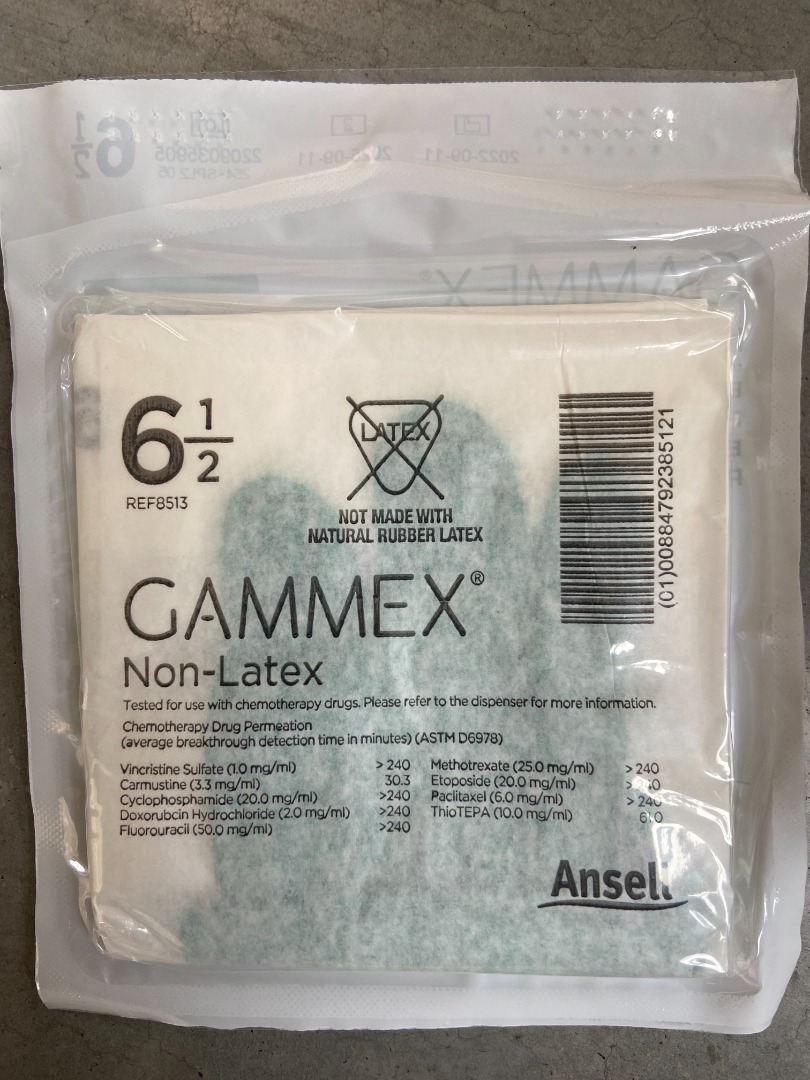 6 1/2
REF8513
LATEX
NOT MADE WITH
NATURAL RUBBER LATEX
(01)00884792385121
GAMMEX®
Non-Latex
Tested for use with chemotherapy drugs. Please refer to the dispenser for more information.
Chemotherapy Drug Permeation
(average breakthrough detection time in minutes) (ASTM D6978)
Vincristine Sulfate (1.0 mg/ml) >240
Carmustine (3.3 mg/ml) 30.3
Cyclophosphamide (20.0 mg/ml) >240
Doxorubcin Hydrochloride (2.0 mg/ml) >240
Fluorouracil (50.0 mg/ml) >240
Methotrexate (25.0 mg/ml) >240
Etoposide (20.0 mg/ml)
Paclitaxel (6.0 mg/ml) >240
ThioTEPA (10.0 mg/ml)
Ansell